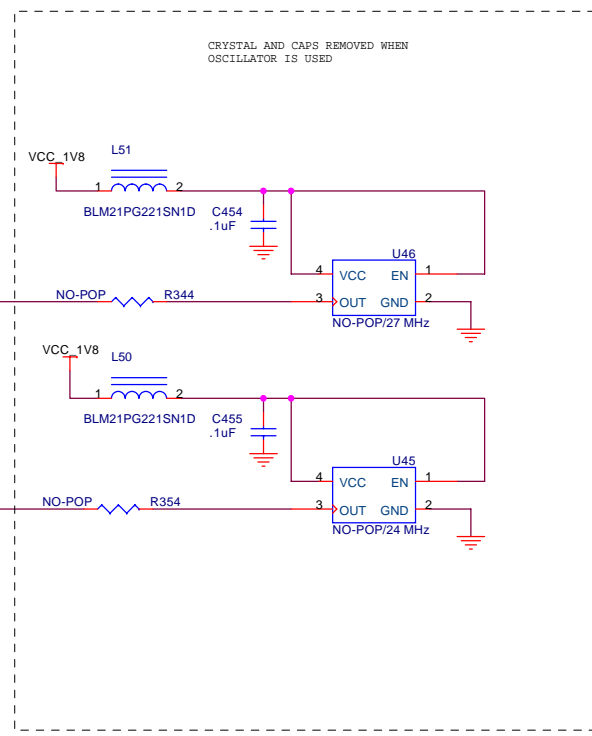 CRYSTAL AND CAPS REMOVED WHEN
OSCILLATOR IS USED
L51
VCC_1V8
1 2
BLM21PG221SN1D
C454
.1uF
U46
4 VCC EN 1
3 OUT GND 2
NO-POP/27 MHz
NO-POP R344
VCC_1V8
L50
1 2
BLM21PG221SN1D
C455
.1uF
U45
4 VCC EN 1
3 OUT GND 2
NO-POP/24 MHz
NO-POP R354